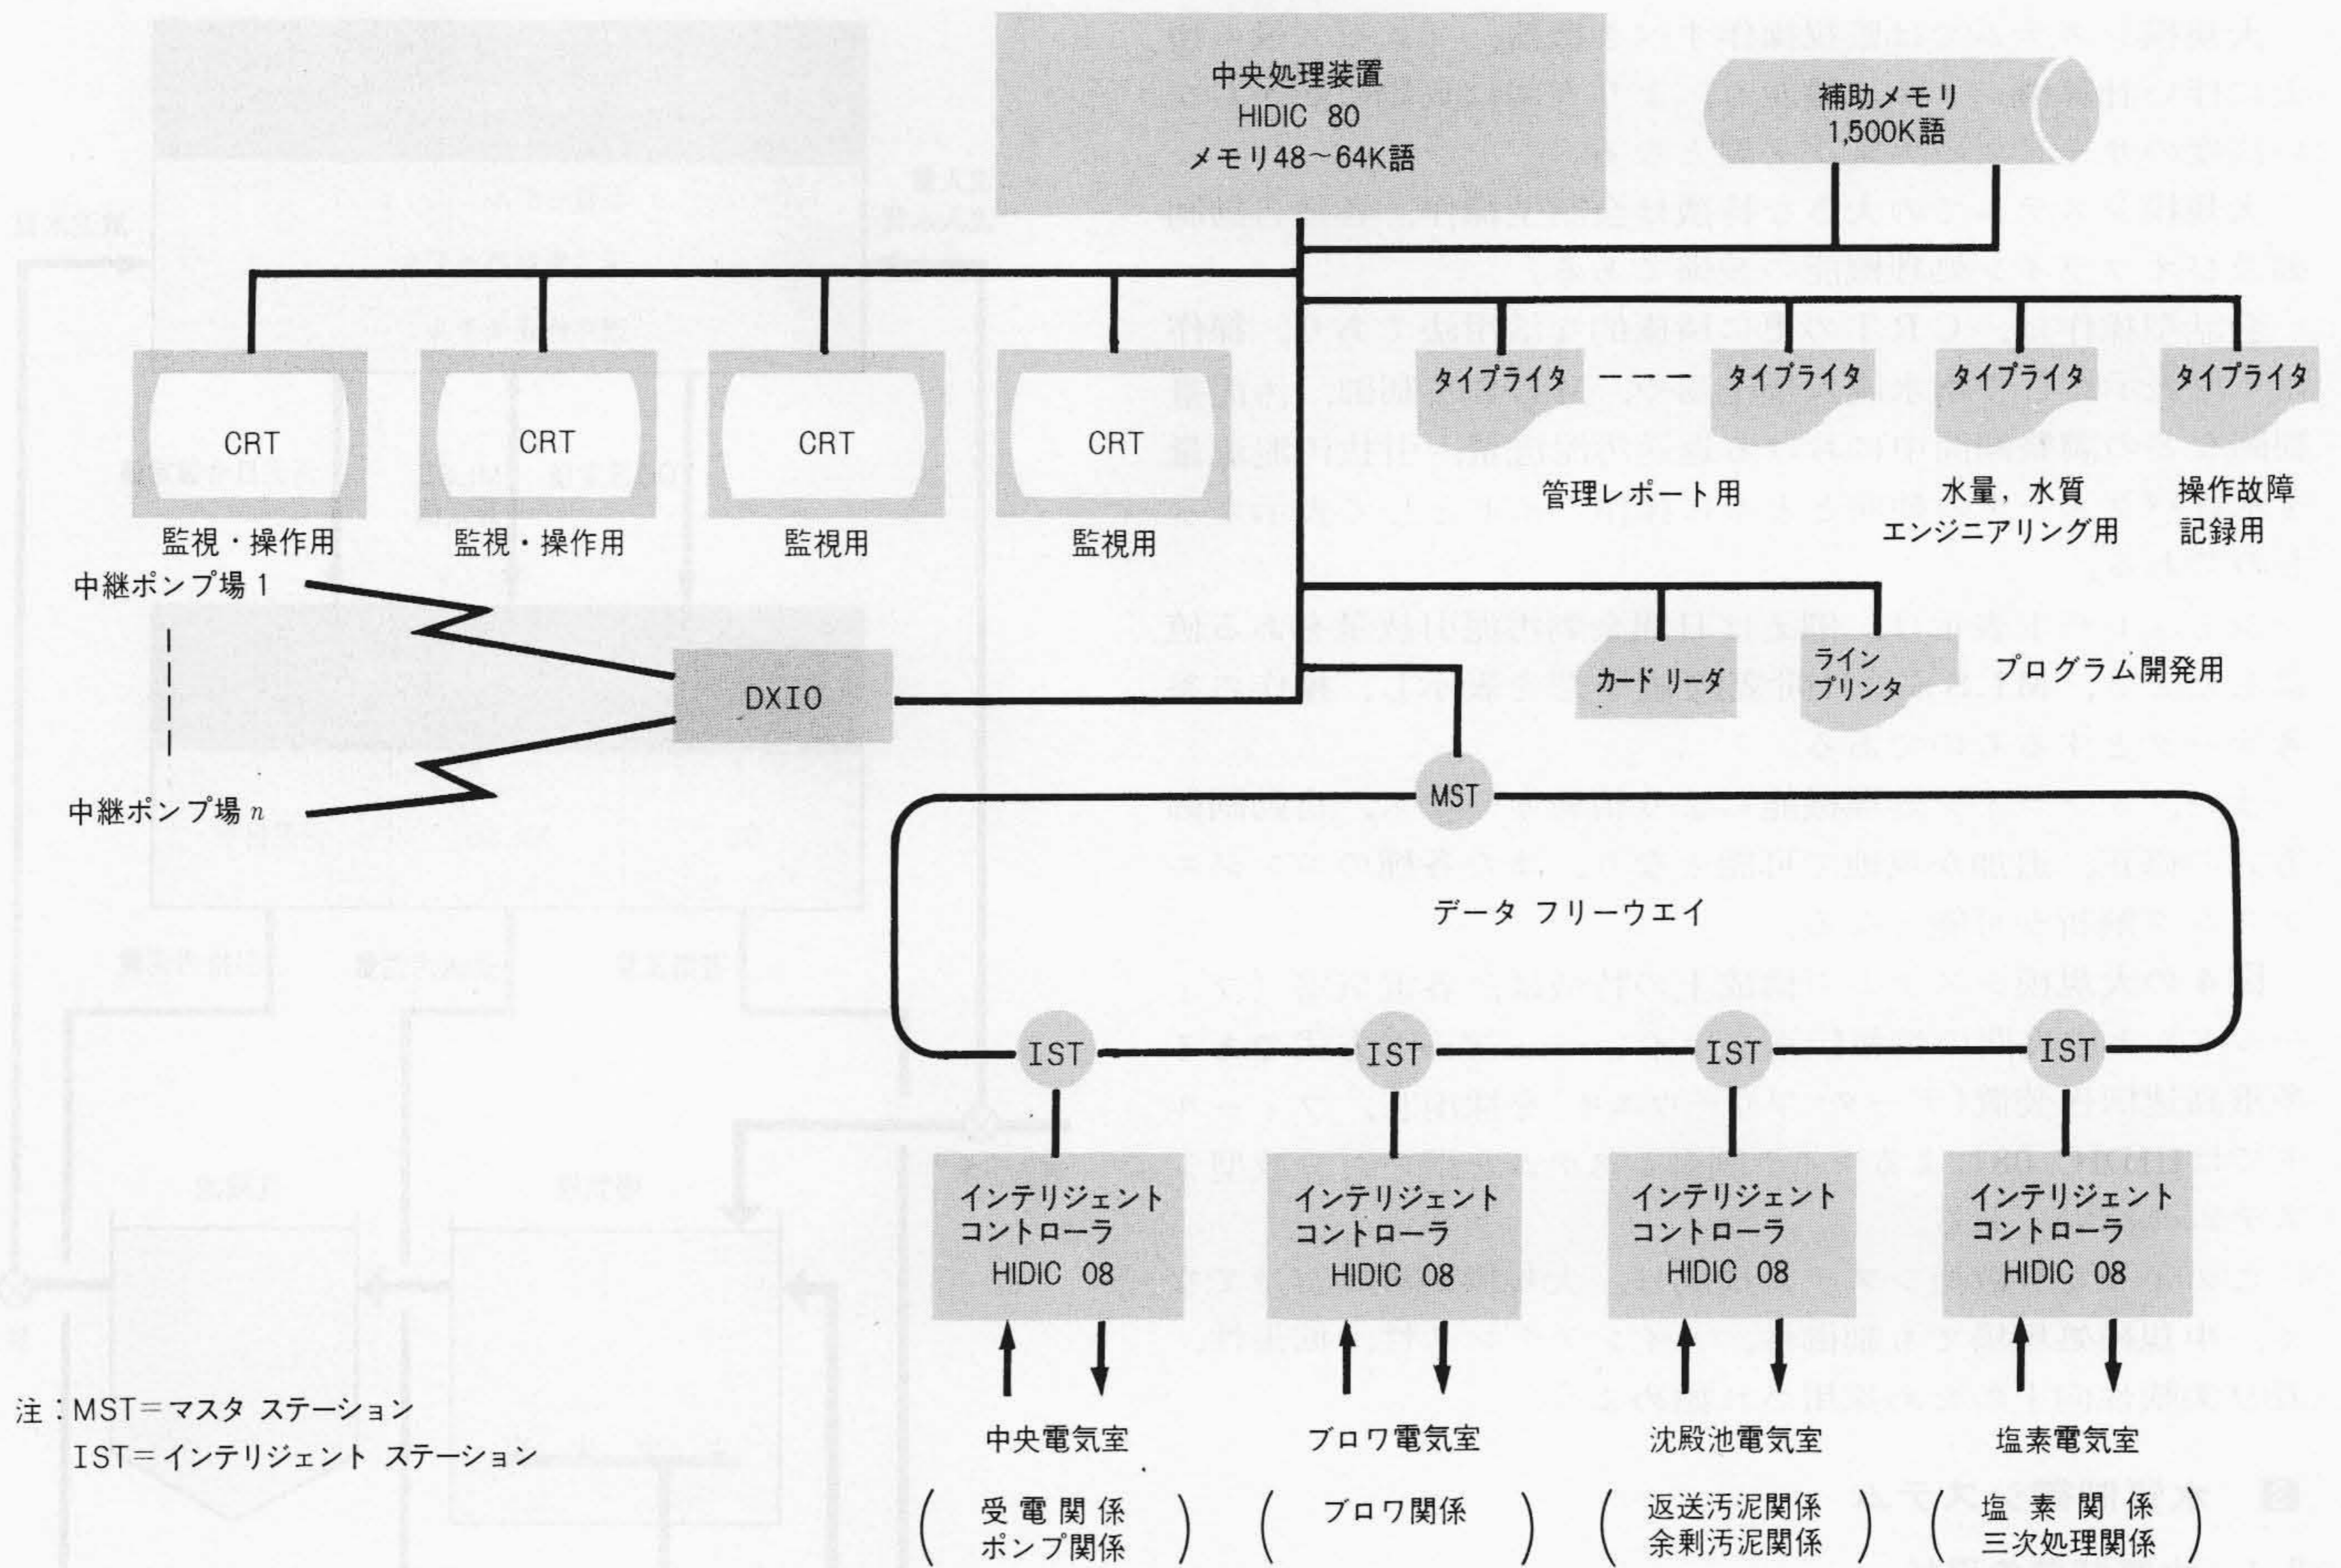 中央処理装置
HIDIC 80
メモリ48~64K語
補助メモリ
1,500K語
CRT
監視・操作用
CRT
監視・操作用
CRT
監視用
CRT
監視用
タイプライタ --- タイプライタ
管理レポート用
タイプライタ
水量，水質
エンジニアリング用
タイプライタ
操作故障
記録用
中継ポンプ場1
中継ポンプ場n
DXIO
カード リーダ
ライン
プリンタ
プログラム開発用
MST
データ フリーウエイ
IST
IST
IST
IST
インテリジェント
コントローラ
HIDIC 08
インテリジェント
コントローラ
HIDIC 08
インテリジェント
コントローラ
HIDIC 08
インテリジェント
コントローラ
HIDIC 08
中央電気室
(受電関係
ポンプ関係)
ブロワ電気室
(ブロワ関係)
沈殿池電気室
(返送汚泥関係
余剰汚泥関係)
塩素電気室
(塩素関係
三次処理関係)
注：MST=マスタ ステーション
IST=インテリジェント ステーション